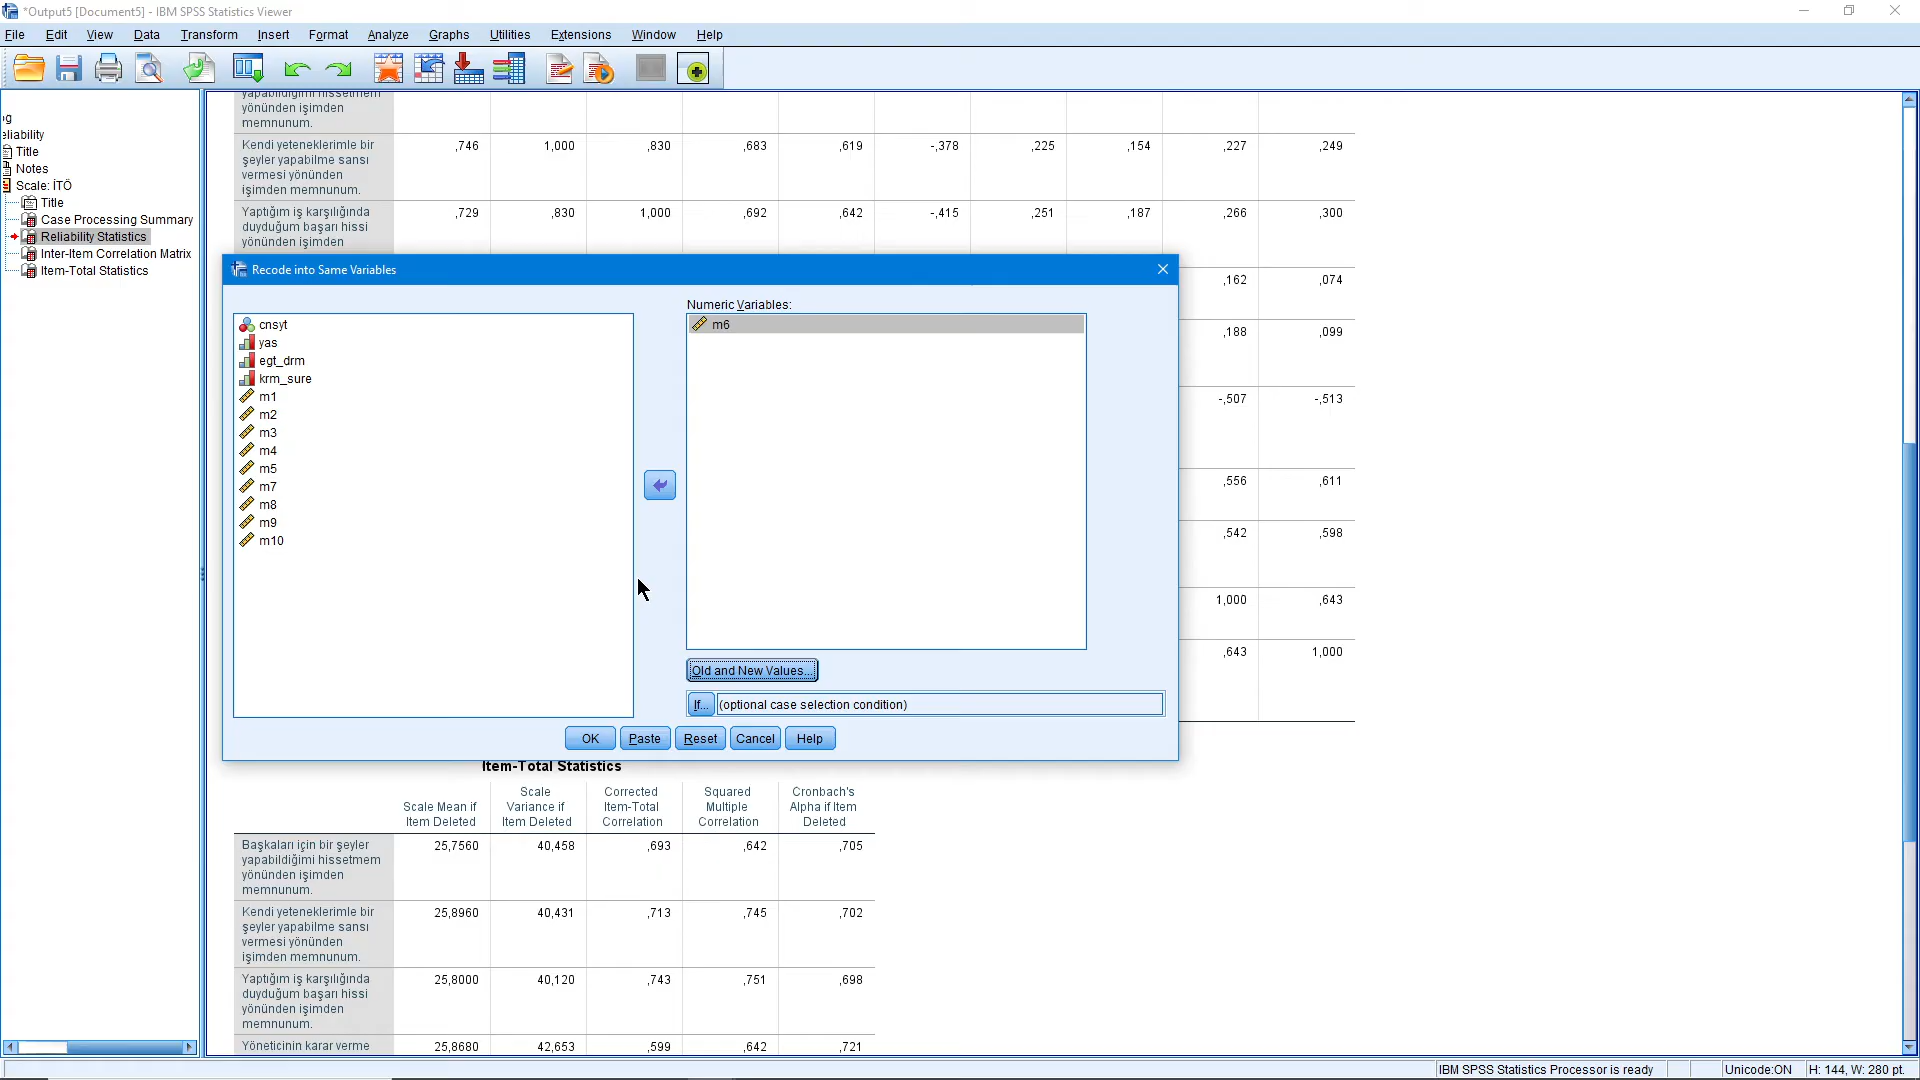 *Output5 [Document5] - IBM SPSS Statistics Viewer
File Edit View Data Transform Insert Format Analyze Graphs Utilities Extensions Window Help
Title
Notes
Scale: İTÖ
Title
Case Processing Summary
Reliability Statistics
Inter-Item Correlation Matrix
Item-Total Statistics
yapabildiğimi hissetmem
yönünden işimden
memnunum.
Kendi yeteneklerimle bir
şeyler yapabilme sansı
vermesi yönünden
işimden memnunum.
,746 1,000 ,830 ,683 ,619 -,378 ,225 ,154 ,227 ,249
Yaptığım iş karşılığında
duyduğum başarı hissi
yönünden işimden
,729 ,830 1,000 ,692 ,642 -,415 ,251 ,187 ,266 ,300
,162 ,074
,188 ,099
-,507 -,513
,556 ,611
,542 ,598
1,000 ,643
,643 1,000
Recode into Same Variables
cnsyt
yas
egt_drm
krm_sure
m1
m2
m3
m4
m5
m7
m8
m9
m10
Numeric Variables:
m6
Old and New Values...
If... (optional case selection condition)
OK Paste Reset Cancel Help
Item-Total Statistics
Scale Mean if
Item Deleted
Scale
Variance if
Item Deleted
Corrected
Item-Total
Correlation
Squared
Multiple
Correlation
Cronbach's
Alpha if Item
Deleted
Başkaları için bir şeyler
yapabildiğimi hissetmem
yönünden işimden
memnunum.
25,7560 40,458 ,693 ,642 ,705
Kendi yeteneklerimle bir
şeyler yapabilme sansı
vermesi yönünden
işimden memnunum.
25,8960 40,431 ,713 ,745 ,702
Yaptığım iş karşılığında
duyduğum başarı hissi
yönünden işimden
memnunum.
25,8000 40,120 ,743 ,751 ,698
Yöneticinin karar verme
25,8680 42,653 ,599 ,642 ,721
IBM SPSS Statistics Processor is ready
Unicode:ON
H: 144, W: 280 pt.